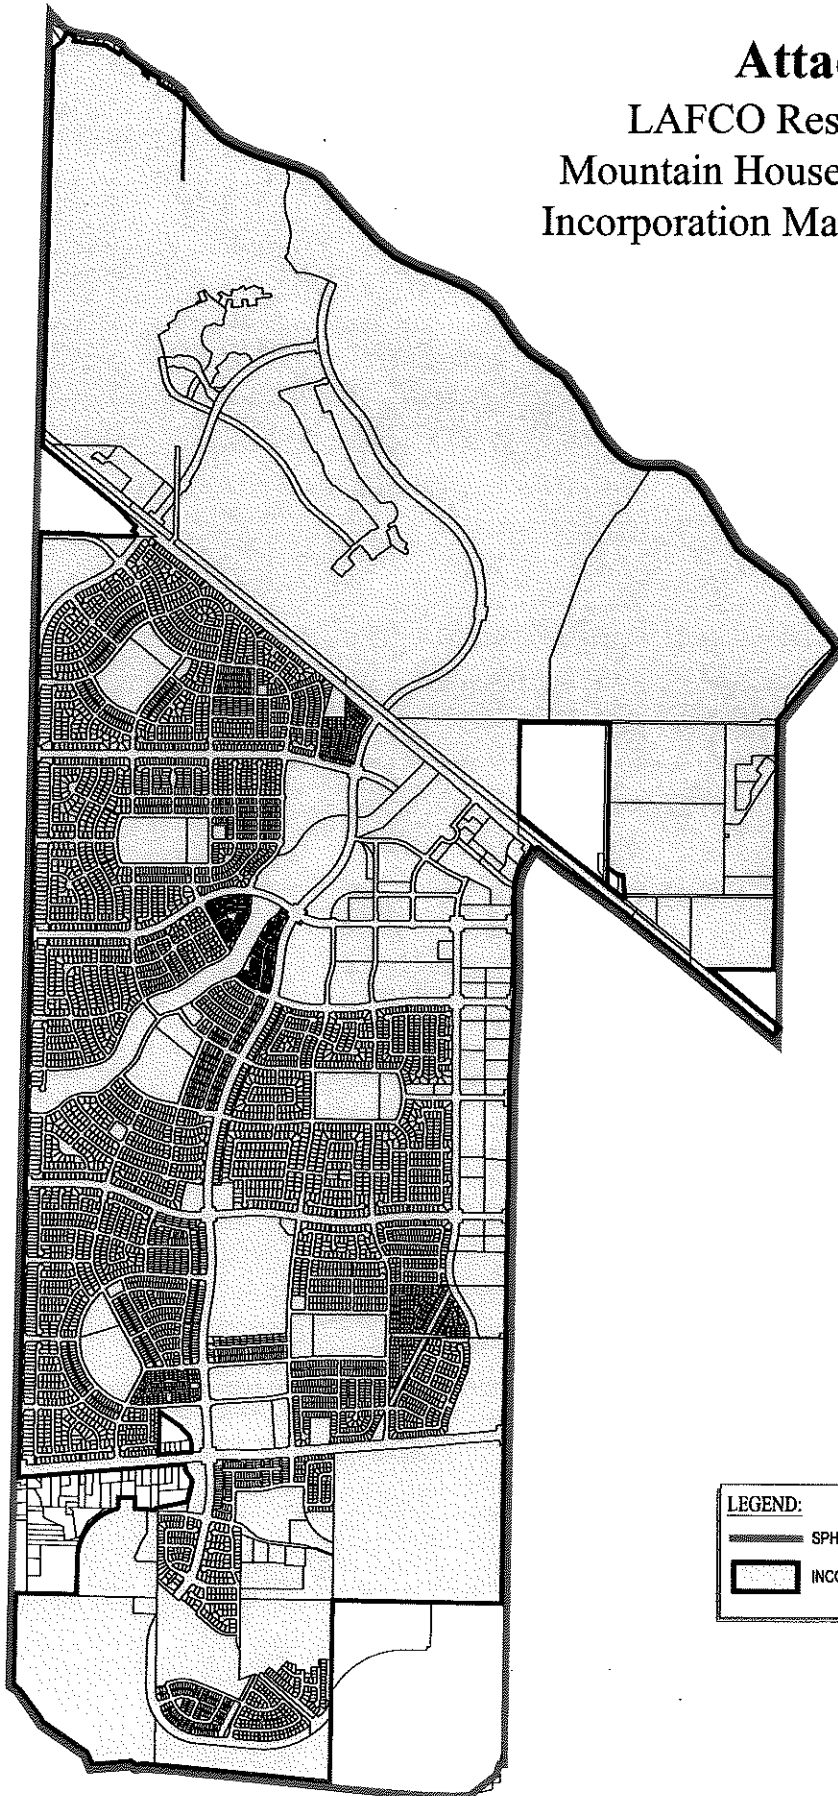 Atta
LAFCO Res
Mountain House
Incorporation Ma
LEGEND:
SPH
INCO